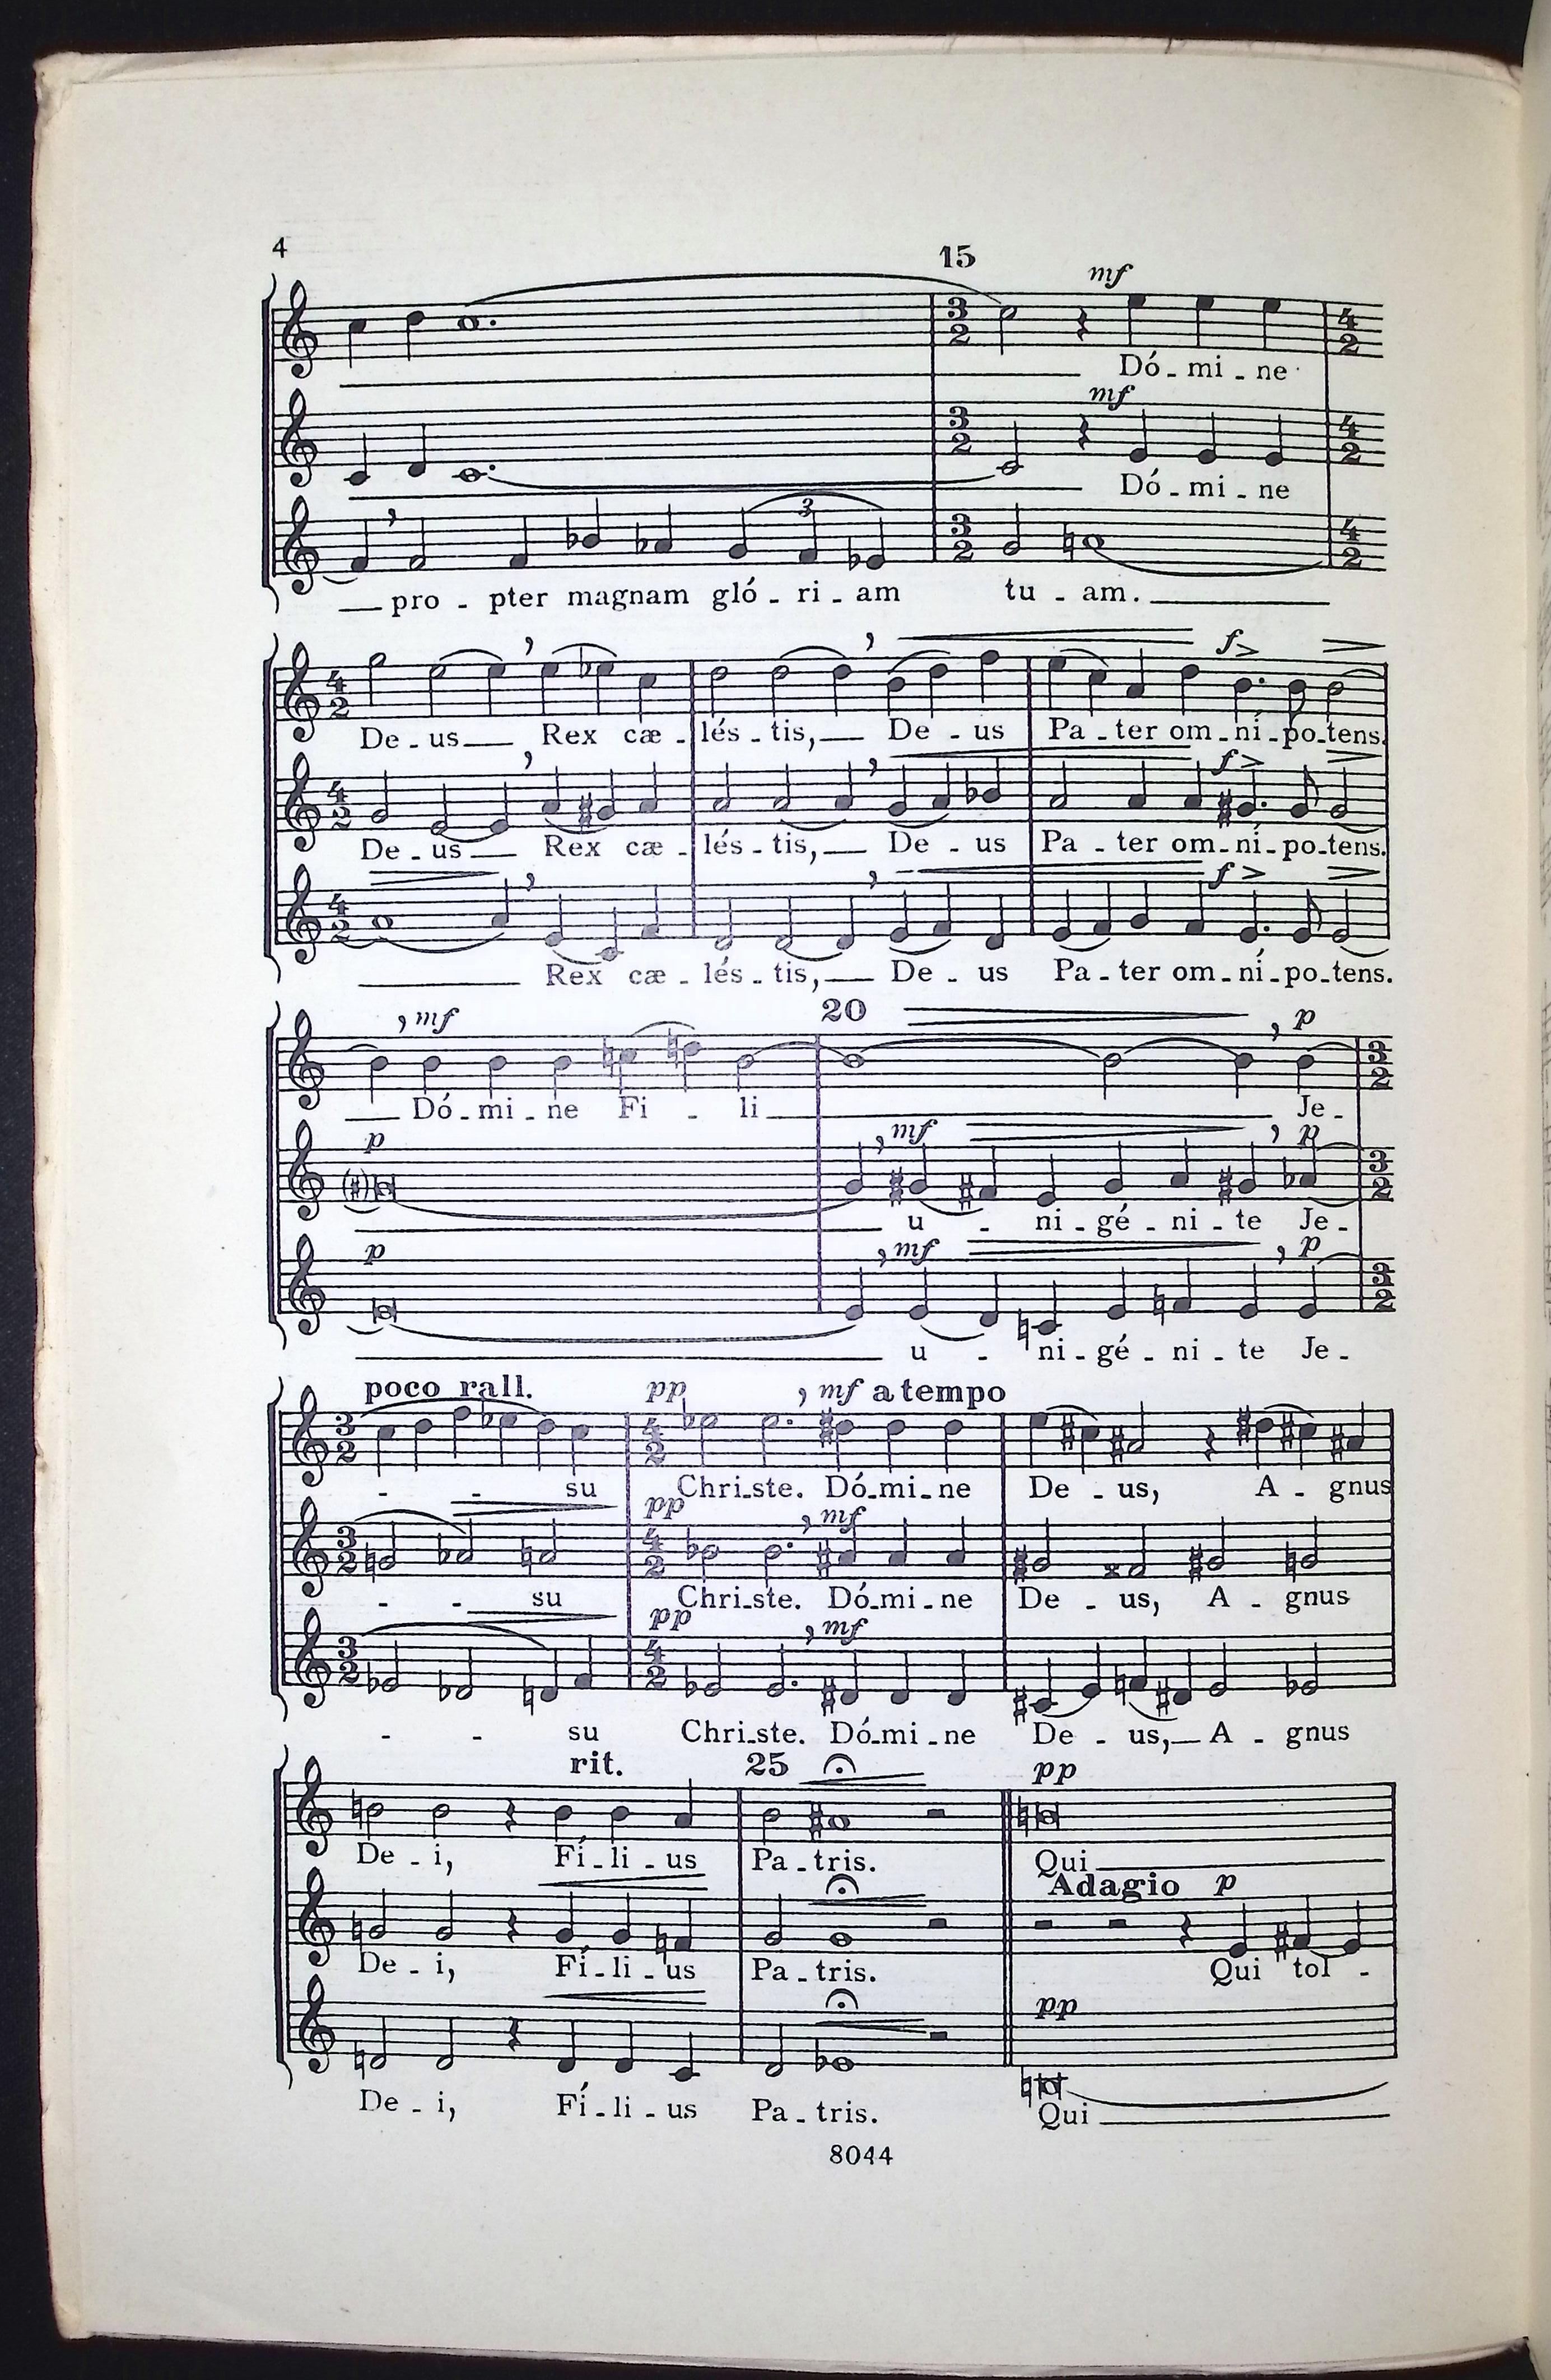 4
15
mf
Dó - mi - ne
mf
Dó - mi - ne
3
pro - pter magnam gló - ri - am tu - am.
f
De - us Rex cæ - lés - tis, De - us Pa - ter om - ní - po - tens.
f
De - us Rex cæ - lés - tis, De - us Pa - ter om - ní - po - tens.
f
Rex cæ - lés - tis, De - us Pa - ter om - ní - po - tens.
mf 20 p
Dó - mi - ne Fi - li Je -
p mf p
u - ni - gé - ni - te Je -
p mf p
u - ni - gé - ni - te Je -
poco rall. pp mf a tempo
- - su Chri - ste. Dó - mi - ne De - us, A - gnus
pp mf
- - su Chri - ste. Dó - mi - ne De - us, A - gnus
pp mf
- - su Chri - ste. Dó - mi - ne De - us, A - gnus
rit. 25 pp
De - i, Fí - li - us Pa - tris. Qui
Adagio p
De - i, Fí - li - us Pa - tris. Qui tol -
pp
De - i, Fí - li - us Pa - tris. Qui
8044